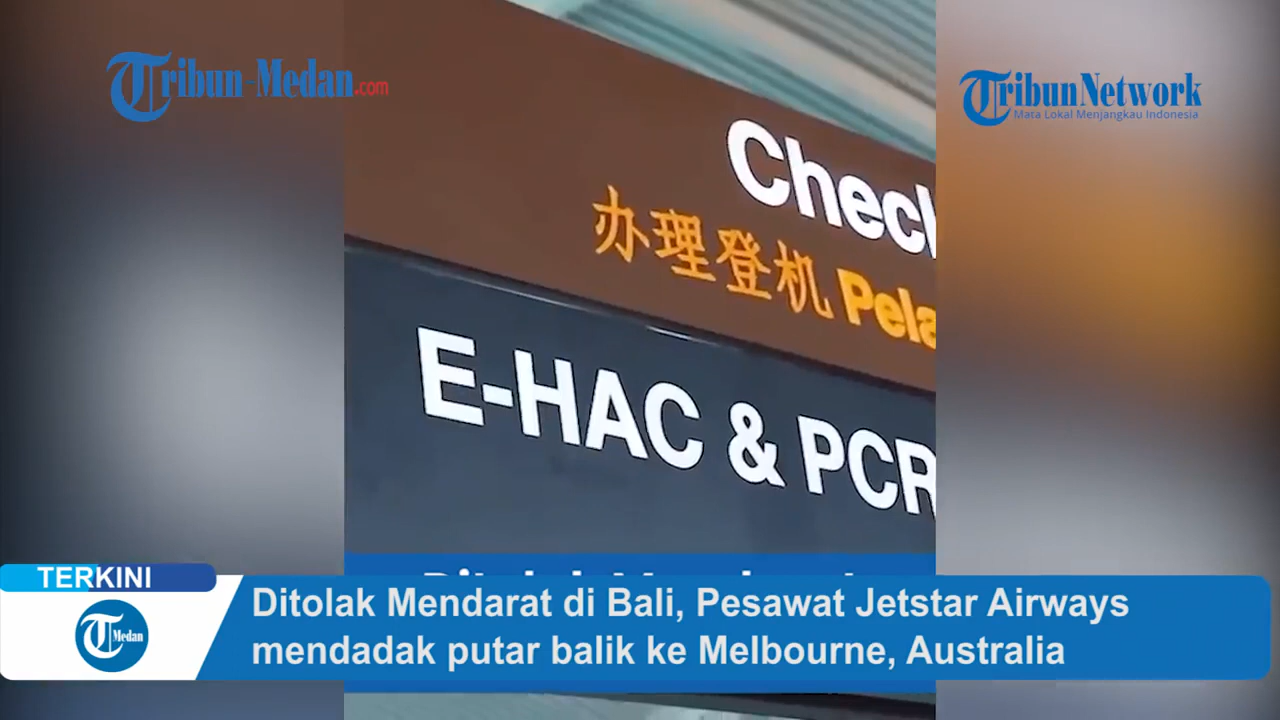 Tribun-Medan.com
TribunNetwork
Mata Lokal Menjangkau Indonesia
Check
办理登机 Pela
E-HAC & PCR
TERKINI
Ditolak Mendarat di Bali, Pesawat Jetstar Airways
mendadak putar balik ke Melbourne, Australia
T Medan